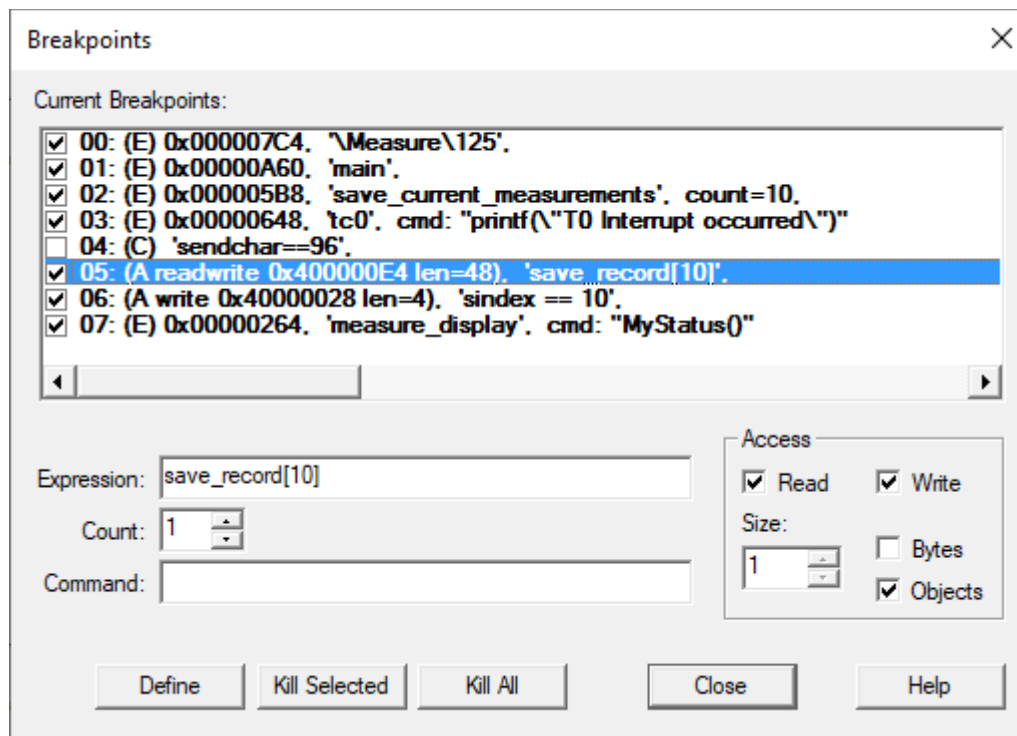 Breakpoints
Current Breakpoints:
00: (E) 0x000007C4, '\Measure\125',
01: (E) 0x00000A60, 'main',
02: (E) 0x000005B8, 'save_current_measurements', count=10,
03: (E) 0x00000648, 'tc0', cmd: "printf(\"T0 Interrupt occurred\")"
04: (C) 'sendchar==96',
05: (A readwrite 0x400000E4 len=48), 'save_record[10]',
06: (A write 0x40000028 len=4), 'sindex == 10',
07: (E) 0x00000264, 'measure_display', cmd: "MyStatus()"
Expression: save_record[10]
Count: 1
Command:
Access
Read Write
Size:
1
Bytes
Objects
Define Kill Selected Kill All Close Help